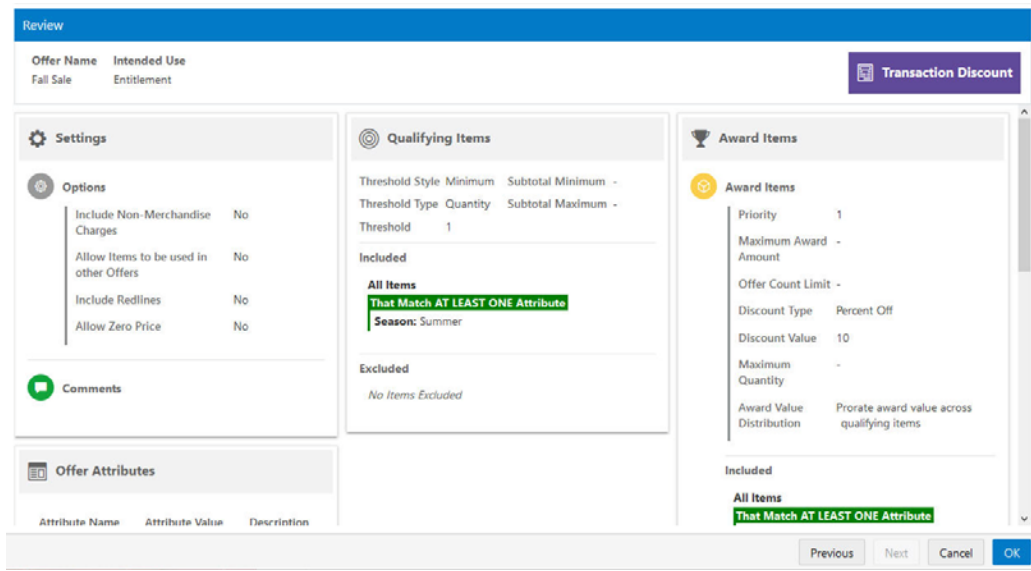 Review
Offer Name Intended Use
Fall Sale Entitlement
Transaction Discount
Settings
Options
Include Non-Merchandise No
Charges
Allow Items to be used in No
other Offers
Include Redlines No
Allow Zero Price No
Comments
Offer Attributes
Attribute Name Attribute Value Description
Qualifying Items
Threshold Style Minimum Subtotal Minimum -
Threshold Type Quantity Subtotal Maximum -
Threshold 1
Included
All Items
That Match AT LEAST ONE Attribute
Season: Summer
Excluded
No Items Excluded
Award Items
Award Items
Priority 1
Maximum Award -
Amount
Offer Count Limit -
Discount Type Percent Off
Discount Value 10
Maximum -
Quantity
Award Value Prorate award value across
Distribution qualifying items
Included
All Items
That Match AT LEAST ONE Attribute
Previous Next Cancel OK